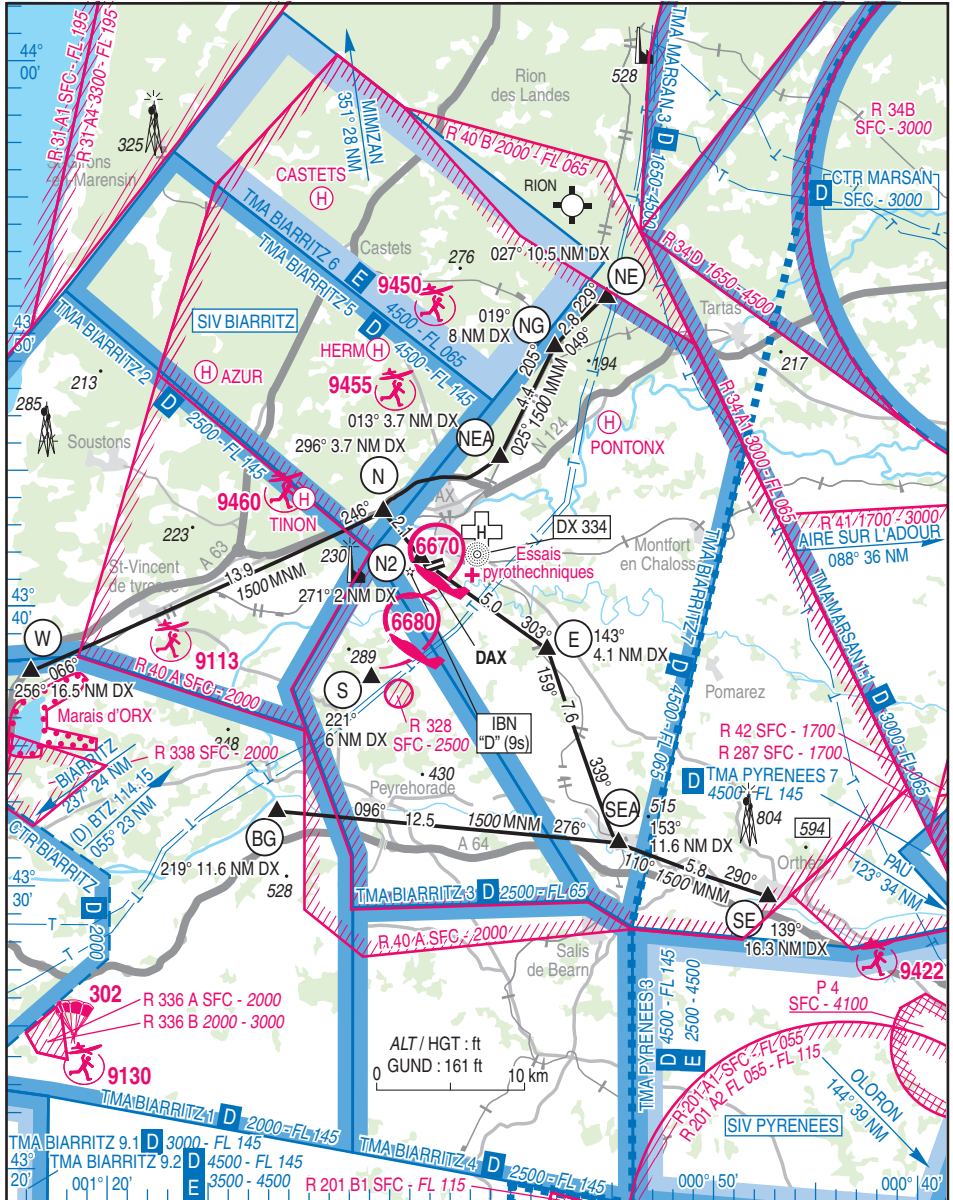 44°
00'
325
St-Girons
en-Marensin
R 31 A1 SFC - FL 195
R 31 A4-3300 - FL 195
MIMIZAN
351° 28 NM
Rion
des Landes
528
TMA MARSAN 3 D 1650-4500
R 34B
SFC - 3000
CTR MARSAN
SFC - 3000
D
R 40 B 2000 - FL 065
CASTETS
H
RION
TMA BIARRITZ 6 E 4500 - FL 065
TMA BIARRITZ 5 D 4500 - FL 145
Castets
276
9450
027° 10.5 NM DX
NE
R 34D 1650-4500
Tartas
217
43
50'
TMA BIARRITZ 2 D 2500 - FL 145
SIV BIARRITZ
019°
8 NM DX
NG
2.8 229°
049°
194
HERM H
H AZUR
9455
205°
4.4
025° 1500 MNM
213
285
Soustons
013° 3.7 NM DX
NEA
296° 3.7 NM DX
N 124
H
PONTONX
R 34 A1 3000 - FL 065
N
9460
H
TINON
246°
2.1
AX
H
DX 334
Essais
pyrothechniques
Montfort
en Chaloss
R 41 / 1700 - 3000
AIRE SUR L'ADOUR
088° 36 NM
223
A 63
230
N2
6670
St-Vincent
de tyrosse
13.9
1500 MNM
271° 2 NM DX
5.0
303°
43
40'
6680
DAX
E
143°
4.1 NM DX
W
066°
256° 16.5 NM DX
9113
R 40 A SFC - 2000
289
S
221°
6 NM DX
159°
7.6
339°
TMA BIARRITZ 7 D 4500 - FL 065
TMA MARSAN 1.1 D 3000 - FL 065
Pomarez
Marais d'ORX
R 338 SFC - 2000
348
R 328
SFC - 2500
IBN
"D" (9s)
R 42 SFC - 1700
R 287 SFC - 1700
BIARRITZ
237° 24 NM
(D) BTZ 114.15
055° 23 NM
430
Peyrehorade
D TMA PYRENEES 7
4500 - FL 145
SEA
515
804
594
BG
096°
12.5
1500 MNM
276°
153°
11.6 NM DX
A 64
110°
5.8
290°
1500 MNM
Orthez
PAU
123° 34 NM
CTR BIARRITZ
D
2000
219° 11.6 NM DX
528
43
30'
TMA BIARRITZ 3 D 2500 - FL 65
SE
139°
16.3 NM DX
R 40 A SFC - 2000
Salis
de Bearn
9422
302
R 336 A SFC - 2000
R 336 B 2000 - 3000
P 4
SFC - 4100
9130
ALT / HGT : ft
GUND : 161 ft
0
10 km
TMA PYRENEES 3
D 4500 - FL 145
E 2500 - 4500
R 201 A1 - SFC - FL 055
R 201 A2 FL 055 - FL 115
OLORON
144° 39 NM
SIV PYRENEES
TMA BIARRITZ 1 D 2000 - FL 145
TMA BIARRITZ 4 D 2500 - FL 145
TMA BIARRITZ 9.1 D 3000 - FL 145
TMA BIARRITZ 9.2 D 4500 - FL 145
E 3500 - 4500
43
20'
001° 20'
R 201 B1 SFC - FL 115
000° 50'
000° 40'